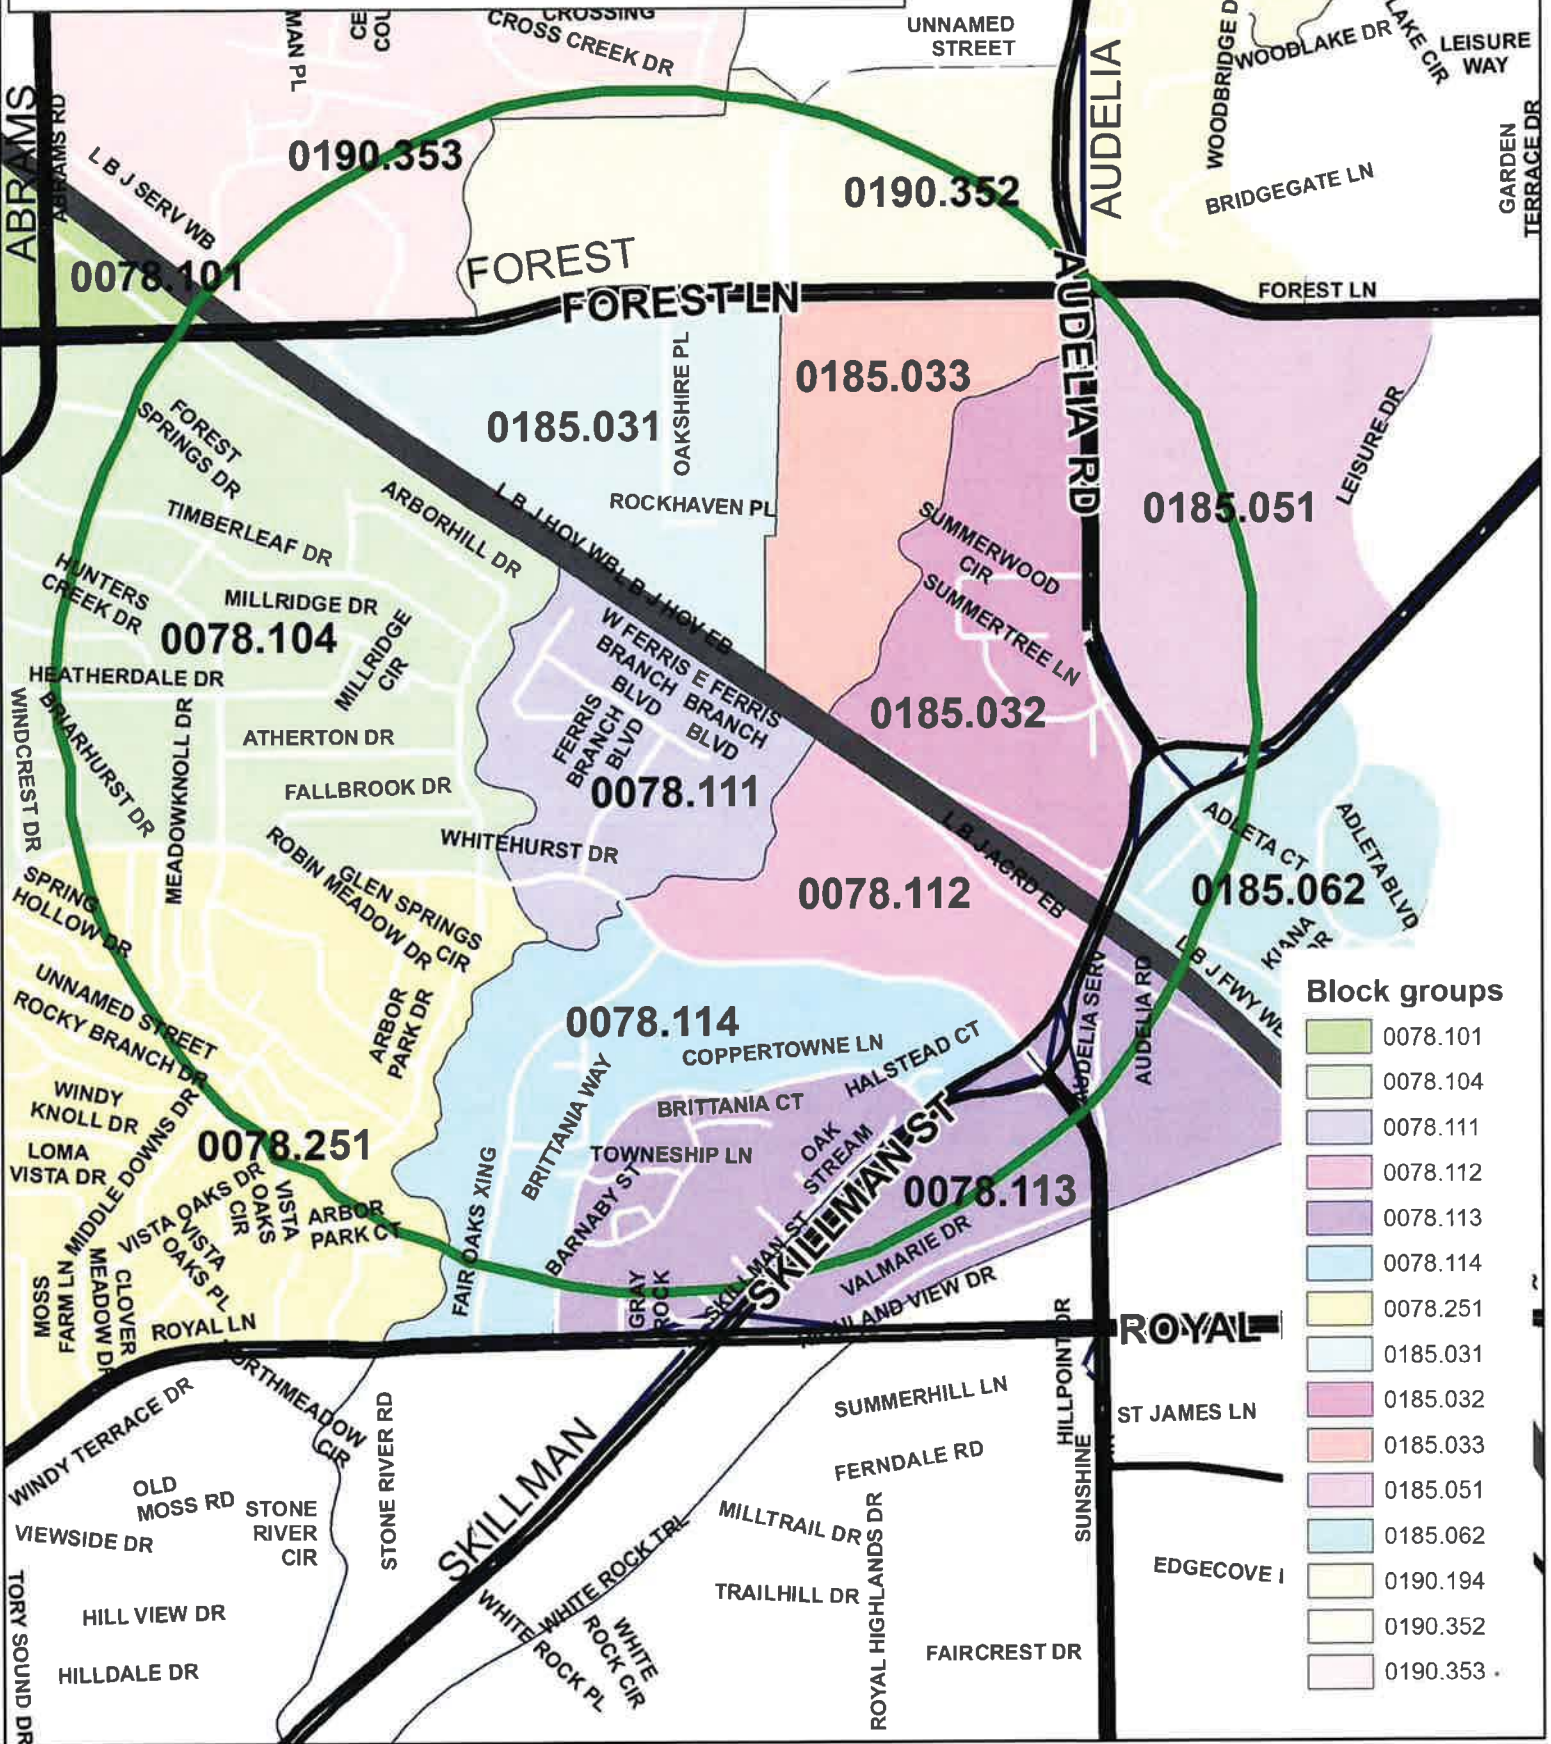 CROSSING
CROSS CREEK DR
UNNAMED
STREET
WOODLAKE DR
LAKE CIR
LEISURE
WAY
GARDEN
TERRACE DR
BRIDGEGATE LN
AUDELIA
MAN PL
ABRAMS
ABRAMS RD
L B J SERV WB
0190.353
0190.352
0078.101
FOREST
FOREST LN
FOREST LN
AUDELIA RD
0185.031
OAKSHIRE PL
ROCKHAVEN PL
0185.033
0185.051
LEISURE DR
FOREST
SPRINGS DR
TIMBERLEAF DR
ARBORHILL DR
L B J HOV WB
L B J HOV EB
SUMMERWOOD
CIR
SUMMERTREE LN
HUNTERS
CREEK DR
MILLRIDGE DR
0078.104
MILLRIDGE
CIR
HEATHERDALE DR
WINDCREST DR
BRIARHURST DR
MEADOWKNOLL DR
ATHERTON DR
FALLBROOK DR
W FERRIS
BRANCH
BLVD
E FERRIS
BRANCH
BLVD
FERRIS
BRANCH
BLVD
0078.111
WHITEHURST DR
0185.032
L B J ACRD EB
0078.112
ADLETA CT
ADLETA BLVD
0185.062
KIANA
DR
L B J FWY WB
SPRING
HOLLOW DR
ROBIN MEADOW DR
GLEN SPRINGS
CIR
UNNAMED STREET
ROCKY BRANCH DR
ARBOR
PARK DR
WINDY
KNOLL DR
LOMA
VISTA DR
MIDDLE DOWNS DR
0078.251
VISTA OAKS DR
VISTA
OAKS
CIR
VISTA
OAKS PL
ARBOR
PARK CT
MOSS
FARM LN
CLOVER
MEADOW DR
ROYAL LN
0078.114
COPPERTOWNE LN
HALSTEAD CT
AUDELIA SERV
AUDELIA RD
BRITTANIA WAY
BRITTANIA CT
TOWNESHIP LN
OAK
STREAM
BARNABY ST
FAIR OAKS XING
GRAY
ROCK
SKILLMAN ST
SKILLMAN ST
0078.113
VALMARIE DR
HIGHLAND VIEW DR
ROYAL
HILLPOINT DR
Block groups
0078.101
0078.104
0078.111
0078.112
0078.113
0078.114
0078.251
0185.031
0185.032
0185.033
0185.051
0185.062
0190.194
0190.352
0190.353
WINDY TERRACE DR
NORTHMEADOW
CIR
OLD
MOSS RD
VIEWSIDE DR
STONE
RIVER
CIR
STONE RIVER RD
SKILLMAN
SUMMERHILL LN
ST JAMES LN
FERNDALE RD
SUNSHINE
MILLTRAIL DR
ROYAL HIGHLANDS DR
TRAILHILL DR
EDGECOVE
WHITE ROCK TRL
WHITE ROCK PL
WHITE
ROCK CIR
FAIRCREST DR
TORY SOUND DR
HILL VIEW DR
HILLDALE DR